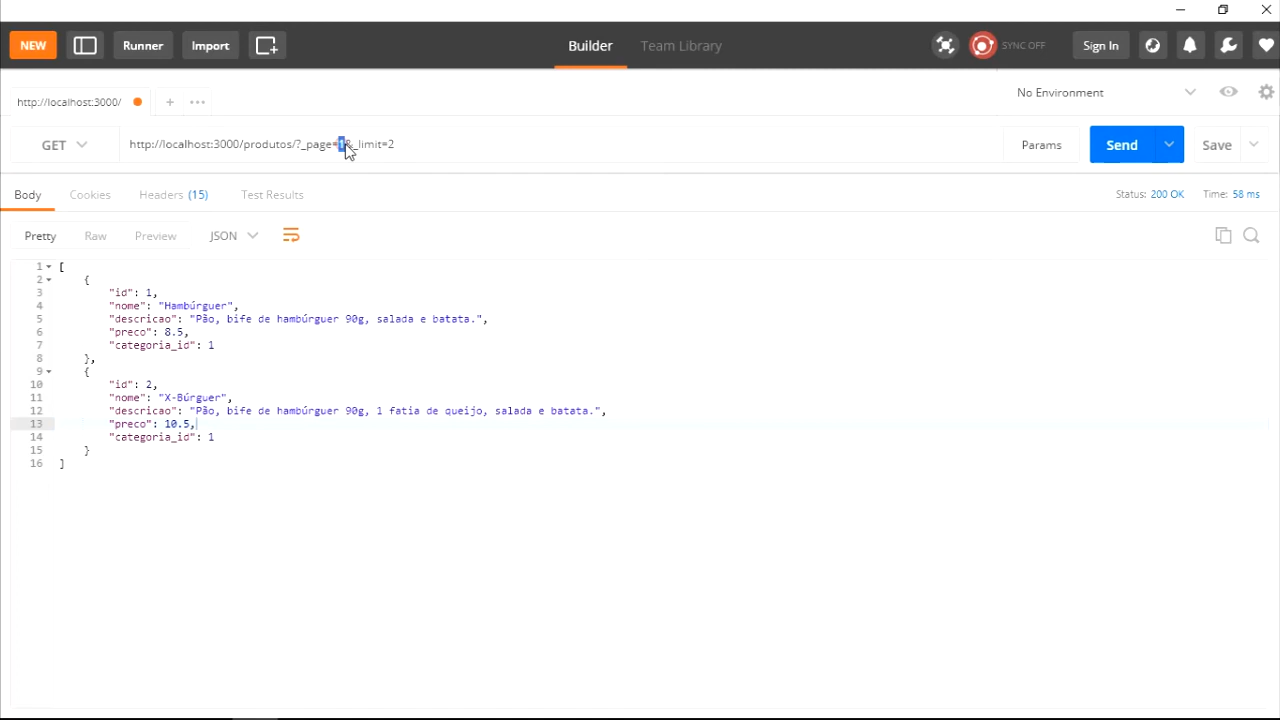 NEW Runner Import Builder Team Library SYNC OFF Sign In
http://localhost:3000/ No Environment
GET http://localhost:3000/produtos/?_page=1&_limit=2 Params Send Save
Body Cookies Headers (15) Test Results Status: 200 OK Time: 58 ms
Pretty Raw Preview JSON
1 [
2 {
3 "id": 1,
4 "nome": "Hambúrguer",
5 "descricao": "Pão, bife de hambúrguer 90g, salada e batata.",
6 "preco": 8.5,
7 "categoria_id": 1
8 },
9 {
10 "id": 2,
11 "nome": "X-Búrguer",
12 "descricao": "Pão, bife de hambúrguer 90g, 1 fatia de queijo, salada e batata.",
13 "preco": 10.5,
14 "categoria_id": 1
15 }
16 ]